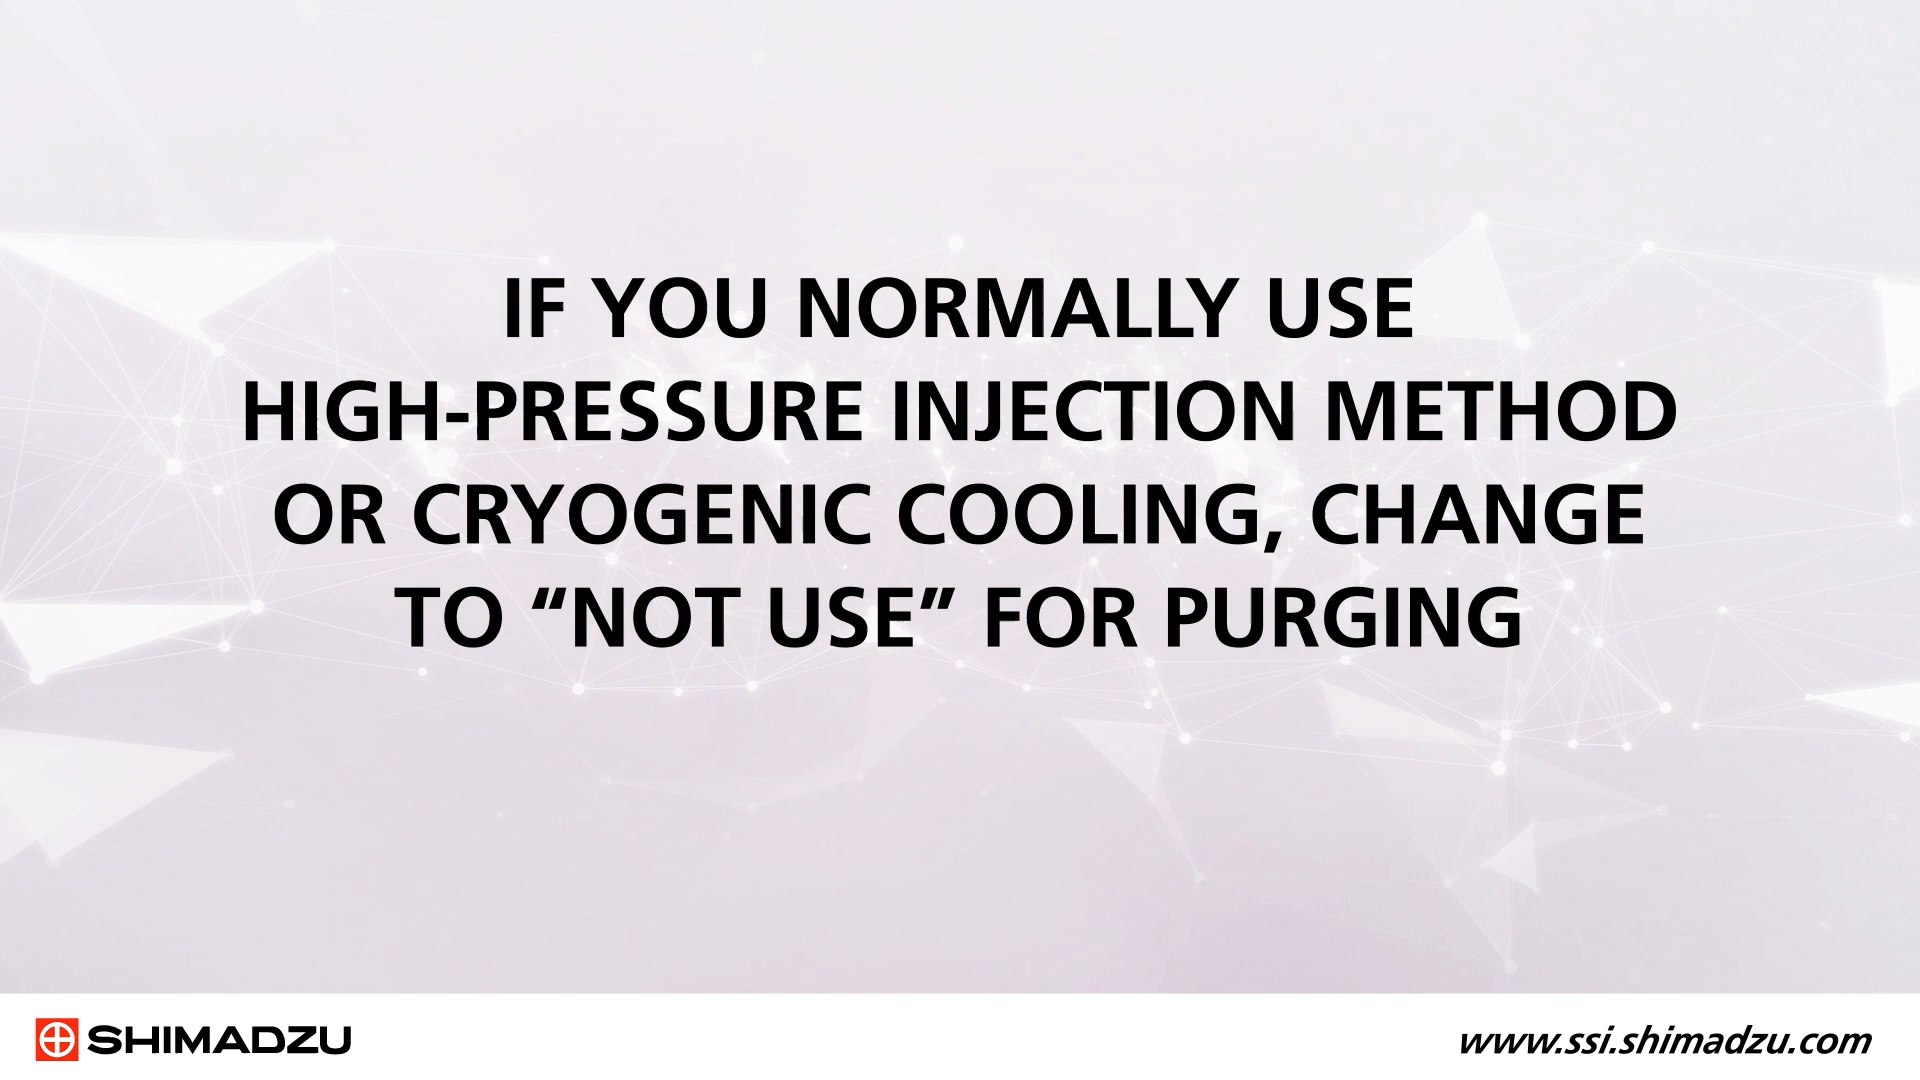 IF YOU NORMALLY USE
HIGH-PRESSURE INJECTION METHOD
OR CRYOGENIC COOLING, CHANGE
TO “NOT USE” FOR PURGING
SHIMADZU
www.ssi.shimadzu.com